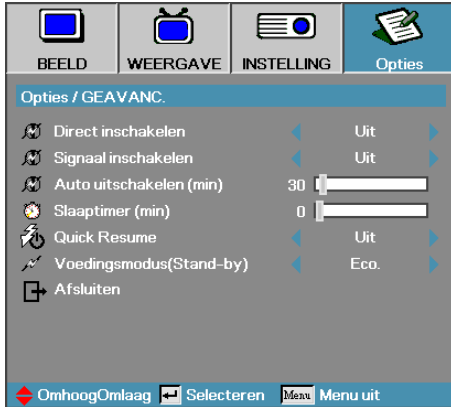 BEELD WEERGAVE INSTELLING Opties
Opties / GEAVANC.
Direct inschakelen Uit
Signaal inschakelen Uit
Auto uitschakelen (min) 30
Slaaptimer (min) 0
Quick Resume Uit
Voedingsmodus(Stand-by) Eco.
Afsluiten
OmhoogOmlaag Selecteren Menu Menu uit